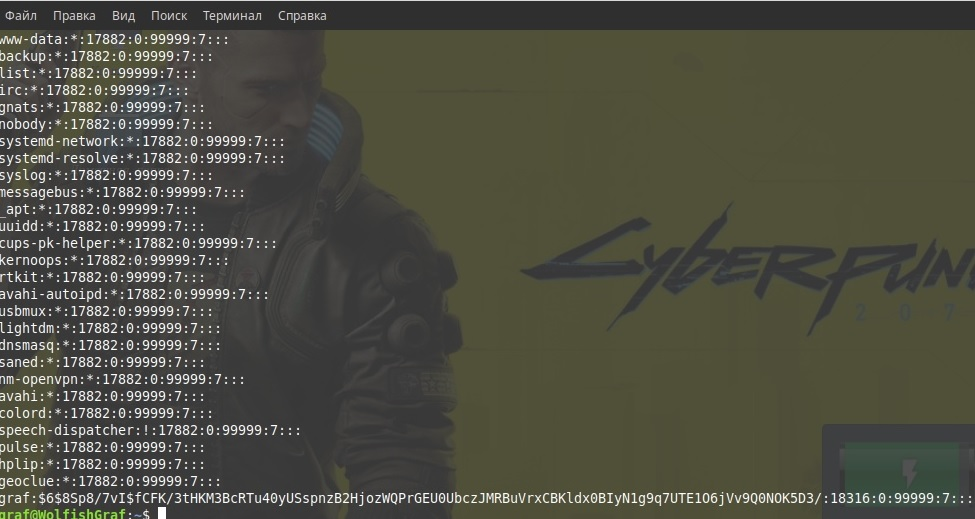 Файл Правка Вид Поиск Терминал Справка
www-data:*:17882:0:99999:7:::
backup:*:17882:0:99999:7:::
list:*:17882:0:99999:7:::
irc:*:17882:0:99999:7:::
gnats:*:17882:0:99999:7:::
nobody:*:17882:0:99999:7:::
systemd-network:*:17882:0:99999:7:::
systemd-resolve:*:17882:0:99999:7:::
syslog:*:17882:0:99999:7:::
messagebus:*:17882:0:99999:7:::
_apt:*:17882:0:99999:7:::
uuidd:*:17882:0:99999:7:::
cups-pk-helper:*:17882:0:99999:7:::
kernoops:*:17882:0:99999:7:::
rtkit:*:17882:0:99999:7:::
avahi-autoipd:*:17882:0:99999:7:::
usbmux:*:17882:0:99999:7:::
lightdm:*:17882:0:99999:7:::
dnsmasq:*:17882:0:99999:7:::
saned:*:17882:0:99999:7:::
nm-openvpn:*:17882:0:99999:7:::
avahi:*:17882:0:99999:7:::
colord:*:17882:0:99999:7:::
speech-dispatcher:!:17882:0:99999:7:::
pulse:*:17882:0:99999:7:::
hplip:*:17882:0:99999:7:::
geoclue:*:17882:0:99999:7:::
graf:$6$8Sp8/7vI$fCFK/3tHKM3BcRTu40yUSspnzB2HjozWQPrGEU0UbczJMRBuVrxCBKldx0BIyN1g9q7UTE1O6jVv9Q0NOK5D3/:18316:0:99999:7:::
graf@WolfishGraf:~$
CYBERPUN
2 0 7